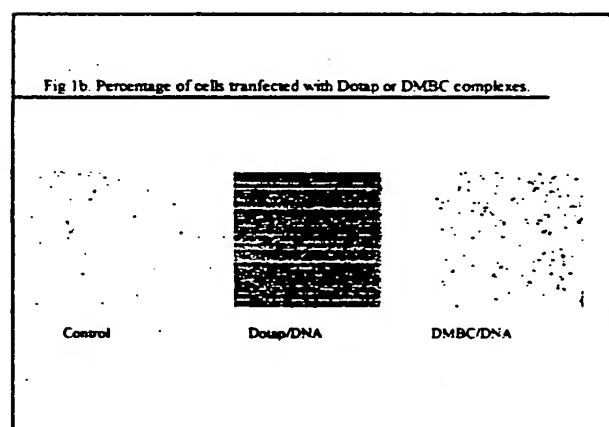 Fig 1b. Percentage of cells tranfected with Dotap or DMBC complexes.
Control Dotap/DNA DMBC/DNA